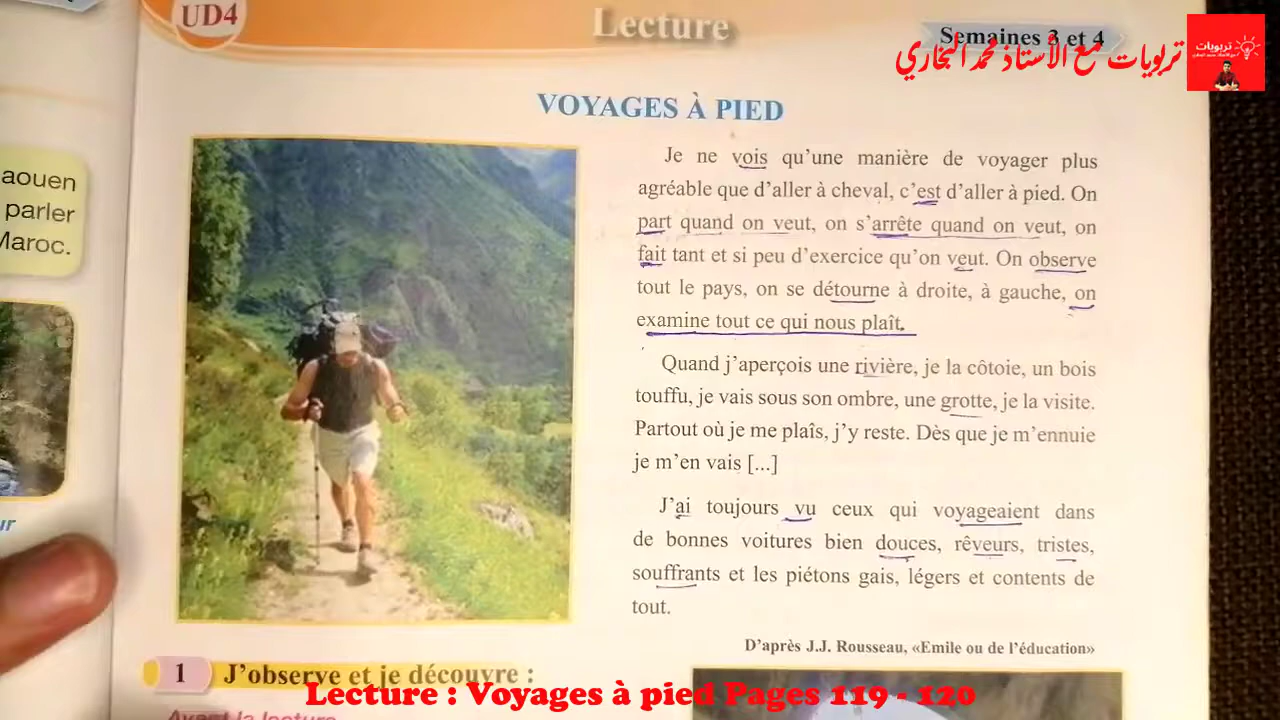 UD4
Lecture
Semaines 3 et 4
تربويات مع الأستاذ محمد البخاري
تربويات
VOYAGES À PIED
aouen
parler
Maroc.
ur
Je ne vois qu'une manière de voyager plus
agréable que d'aller à cheval, c'est d'aller à pied. On
part quand on veut, on s'arrête quand on veut, on
fait tant et si peu d'exercice qu'on veut. On observe
tout le pays, on se détourne à droite, à gauche, on
examine tout ce qui nous plaît.
Quand j'aperçois une rivière, je la côtoie, un bois
touffu, je vais sous son ombre, une grotte, je la visite.
Partout où je me plaîs, j'y reste. Dès que je m'ennuie
je m'en vais [...]
J'ai toujours vu ceux qui voyageaient dans
de bonnes voitures bien douces, rêveurs, tristes,
souffrants et les piétons gais, légers et contents de
tout.
D'après J.J. Rousseau, «Emile ou de l'éducation»
1 J'observe et je découvre :
Avant la lecture
Lecture : Voyages à pied Pages 119 - 120